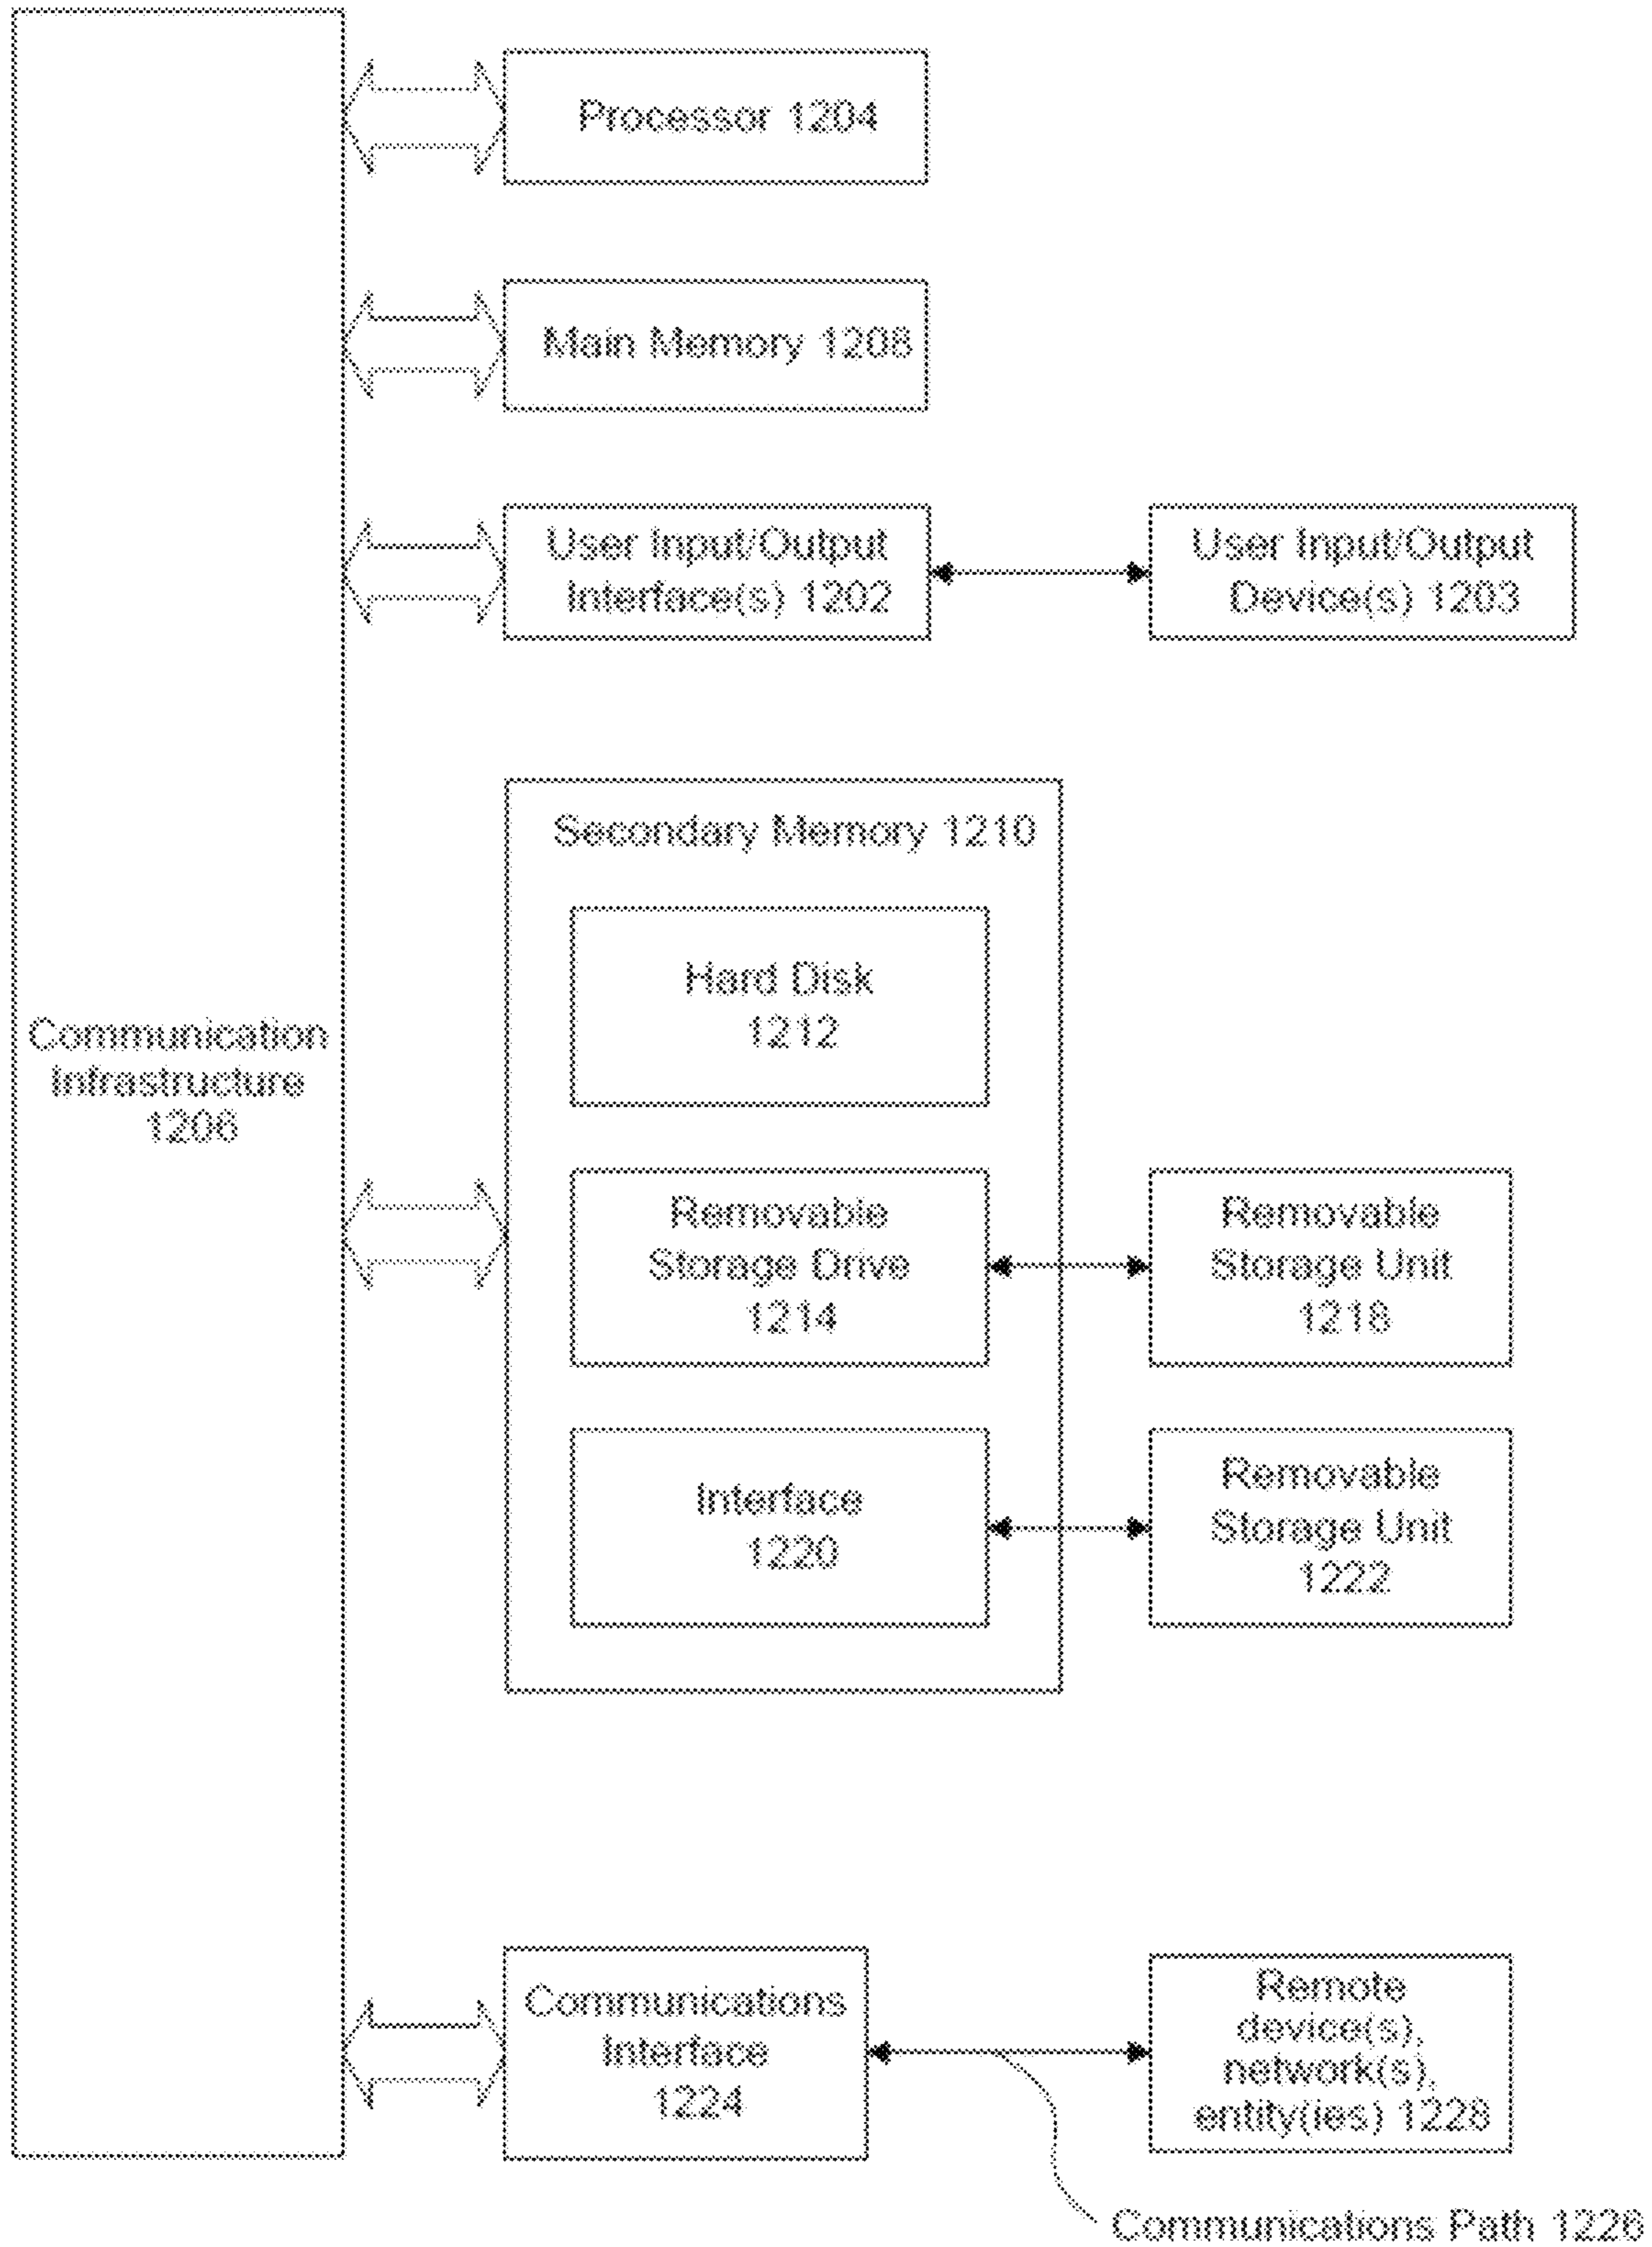 Processor 1204
Main Memory 1208
User Input/Output
Interface(s) 1202
User Input/Output
Device(s) 1203
Secondary Memory 1210
Hard Disk
1212
Communication
Infrastructure
1206
Removable
Storage Drive
1214
Removable
Storage Unit
1218
Interface
1220
Removable
Storage Unit
1222
Communications
Interface
1224
Remote
device(s),
network(s),
entity(ies) 1228
Communications Path 1226